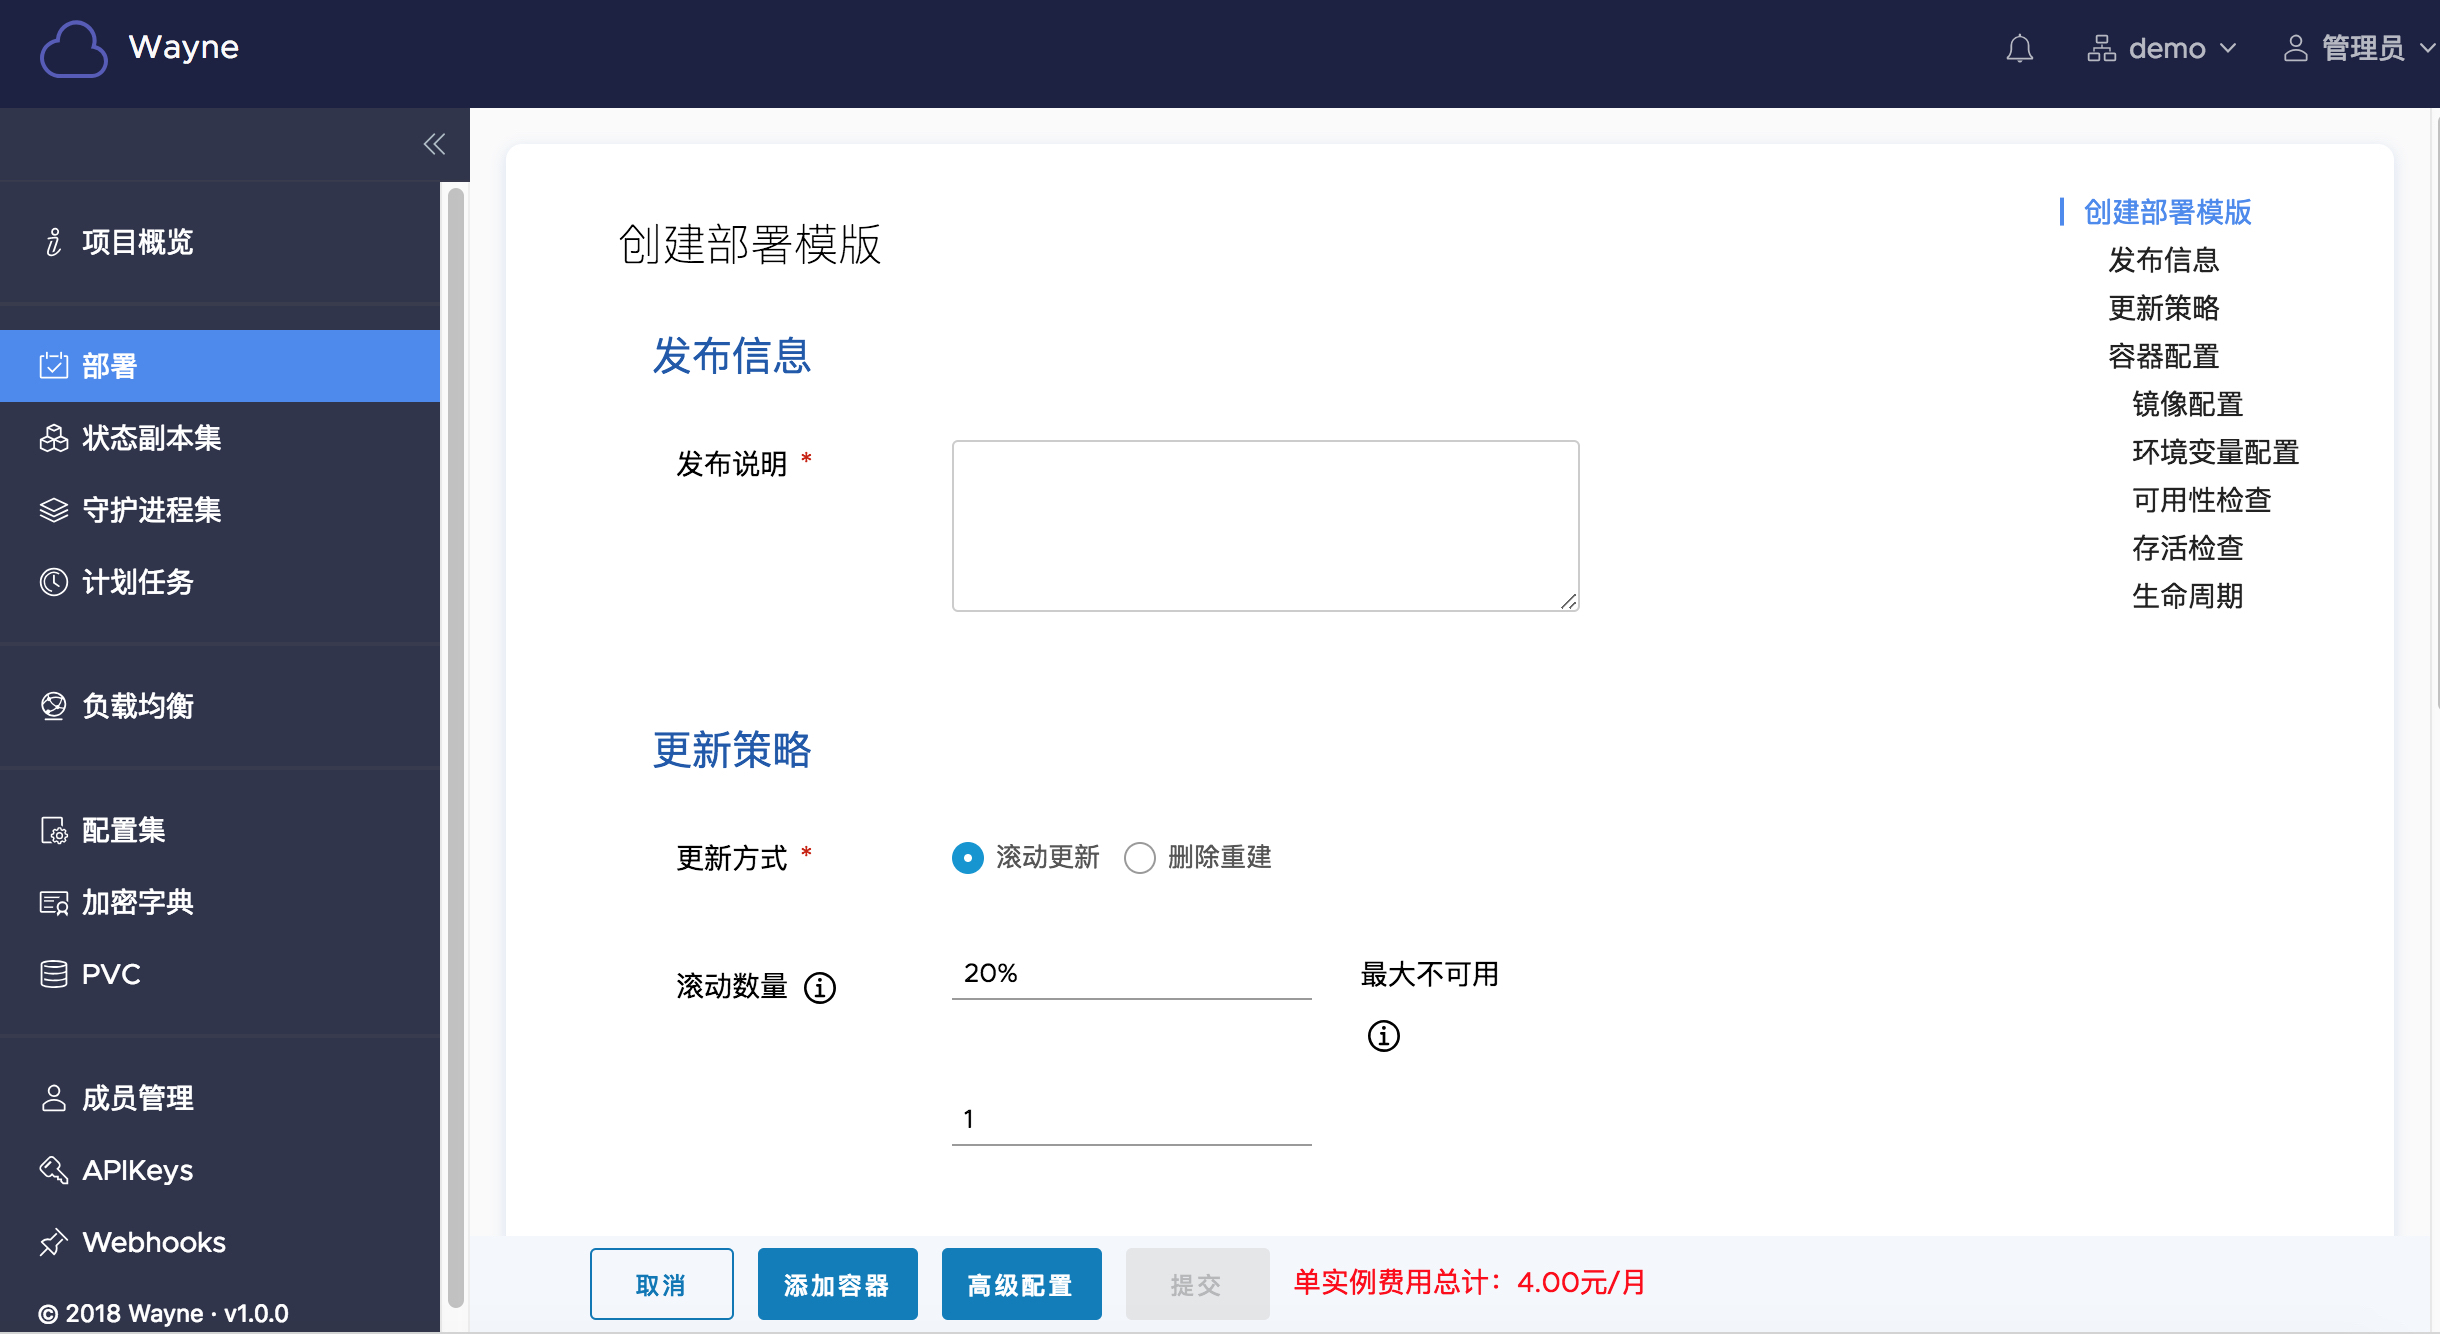 Wayne
demo
管理员
项目概览
部署
状态副本集
守护进程集
计划任务
负载均衡
配置集
加密字典
PVC
成员管理
APIKeys
Webhooks
© 2018 Wayne · v1.0.0
创建部署模版
发布信息
发布说明 *
更新策略
更新方式 *
滚动更新 删除重建
滚动数量
20%
最大不可用
1
取消 添加容器 高级配置 提交 单实例费用总计：4.00元/月
创建部署模版
发布信息
更新策略
容器配置
镜像配置
环境变量配置
可用性检查
存活检查
生命周期